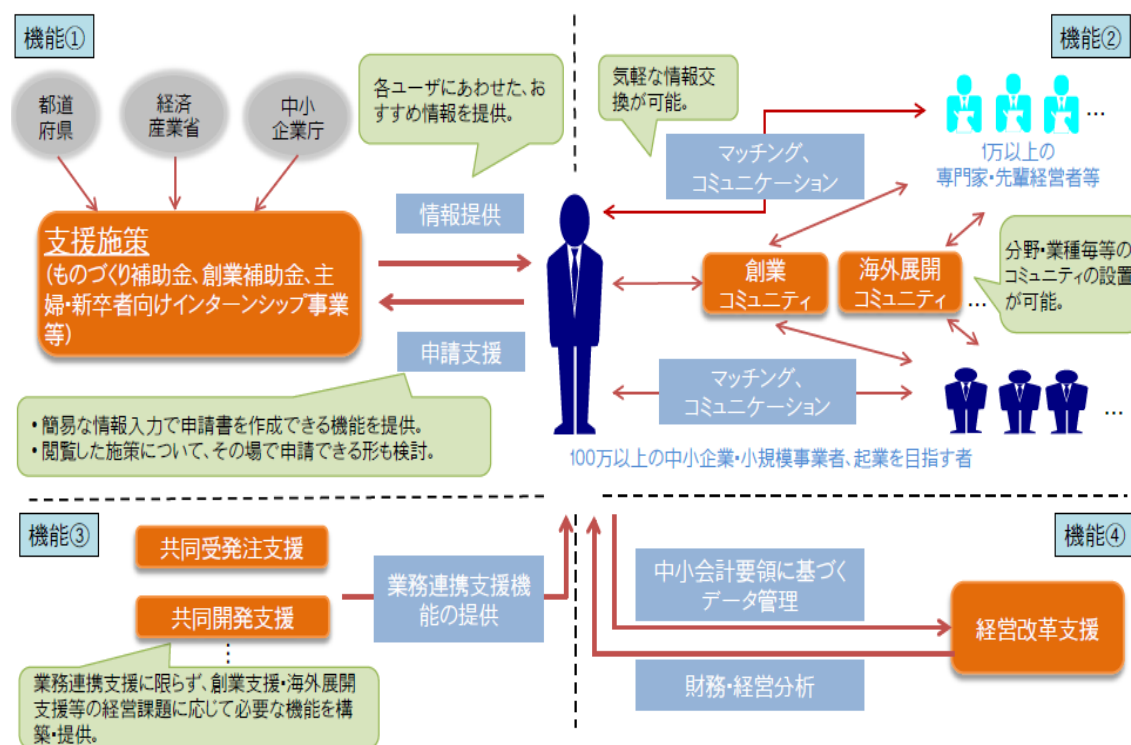 機能①
都道
府県
経済
産業省
中小
企業庁
各ユーザにあわせた、お
すすめ情報を提供。
支援施策
(ものづくり補助金、創業補助金、主
婦・新卒者向けインターンシップ事業
等)
情報提供
申請支援
• 簡易な情報入力で申請書を作成できる機能を提供。
• 閲覧した施策について、その場で申請できる形も検討。
機能②
気軽な情報交
換が可能。
マッチング、
コミュニケーション
…
1万以上の
専門家・先輩経営者等
創業
コミュニティ
海外展開
コミュニティ
…
分野・業種毎等の
コミュニティの設置
が可能。
マッチング、
コミュニケーション
…
100万以上の中小企業・小規模事業者、起業を目指す者
機能③
共同受発注支援
共同開発支援
…
業務連携支援機
能の提供
業務連携支援に限らず、創業支援・海外展開
支援等の経営課題に応じて必要な機能を構
築・提供。
機能④
中小会計要領に基づく
データ管理
経営改革支援
財務・経営分析